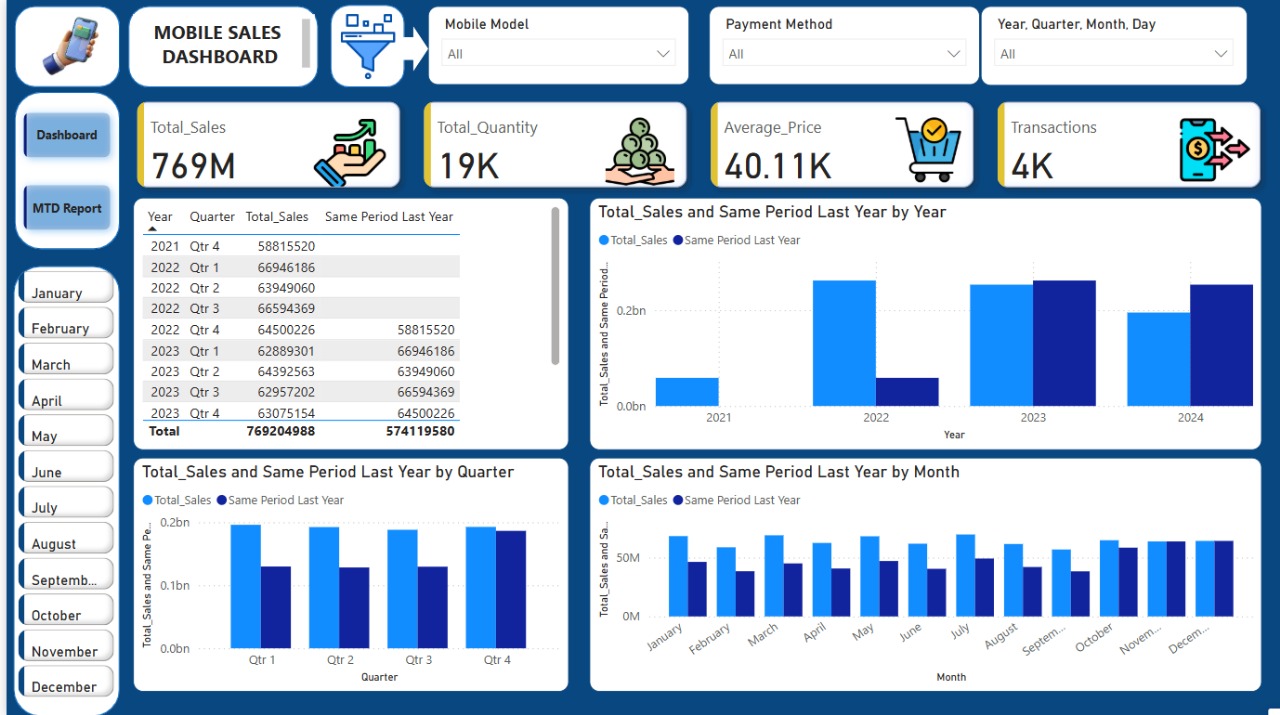 MOBILE SALES
DASHBOARD
Mobile Model
All
Payment Method
All
Year, Quarter, Month, Day
All
Dashboard
MTD Report
January
February
March
April
May
June
July
August
Septemb...
October
November
December
Total_Sales
769M
Total_Quantity
19K
Average_Price
40.11K
Transactions
4K
$
Year Quarter Total_Sales Same Period Last Year
2021 Qtr 4 58815520
2022 Qtr 1 66946186
2022 Qtr 2 63949060
2022 Qtr 3 66594369
2022 Qtr 4 64500226 58815520
2023 Qtr 1 62889301 66946186
2023 Qtr 2 64392563 63949060
2023 Qtr 3 62957202 66594369
2023 Qtr 4 63075154 64500226
Total 769204988 574119580
Total_Sales and Same Period Last Year by Year
Total_Sales Same Period Last Year
Total_Sales and Same Period...
0.2bn
0.0bn
2021 2022 2023 2024
Year
Total_Sales and Same Period Last Year by Quarter
Total_Sales Same Period Last Year
Total_Sales and Same Pe...
0.2bn
0.1bn
0.0bn
Qtr 1 Qtr 2 Qtr 3 Qtr 4
Quarter
Total_Sales and Same Period Last Year by Month
Total_Sales Same Period Last Year
Total_Sales and Sa...
50M
0M
January February March April May June July August Septem... October Novem... Decem...
Month